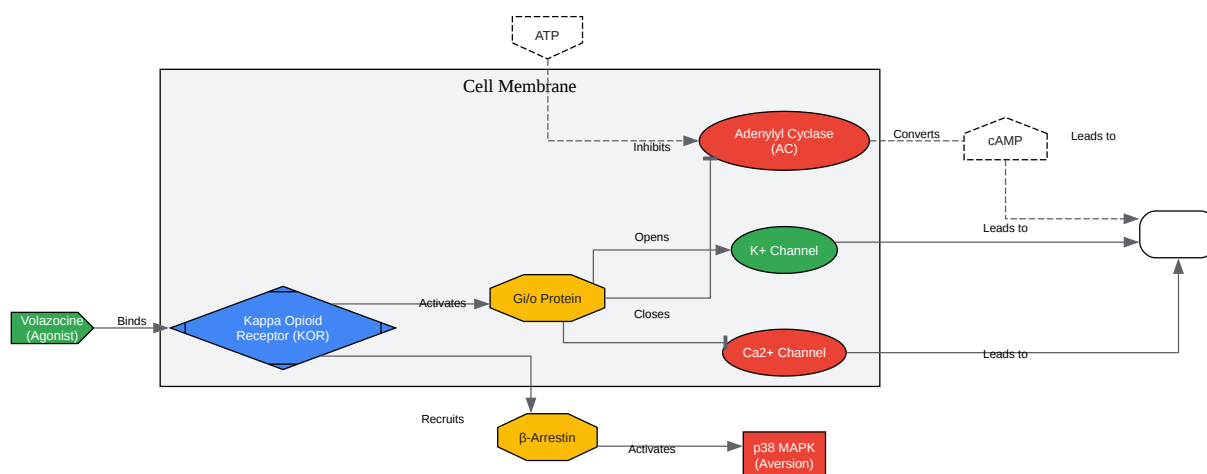 ATP
Cell Membrane
Adenylyl Cyclase
(AC)
Converts
cAMP
Leads to
Inhibits
Opens
K+ Channel
Leads to
Volazocine
(Agonist)
Binds
Kappa Opioid
Receptor (KOR)
Activates
Gi/o Protein
Closes
Ca2+ Channel
Leads to
Recruits
β-Arrestin
Activates
p38 MAPK
(Aversion)